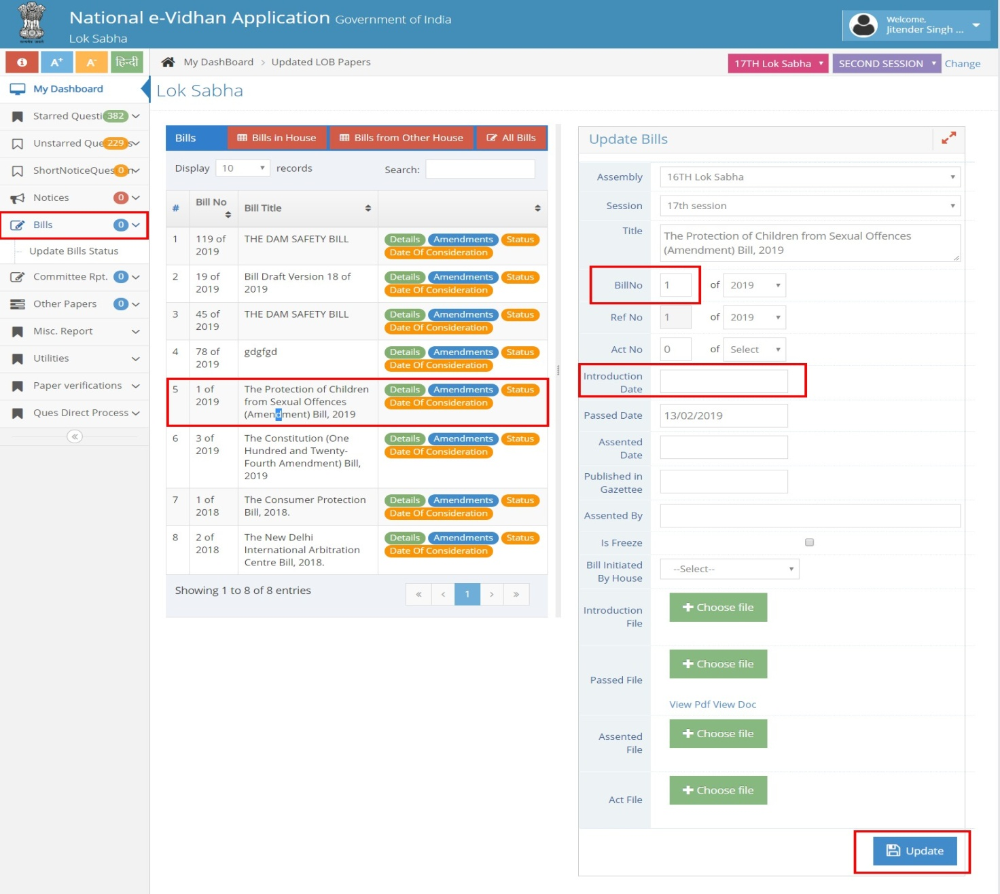 National e-Vidhan Application Government of India
Lok Sabha
Welcome,
Jitender Singh ...
A+ A- हिन्दी
My DashBoard > Updated LOB Papers
17TH Lok Sabha SECOND SESSION Change
My Dashboard
Starred Questi 382
Unstarred Que 229 s
ShortNoticeQues 0 n
Notices 0
Bills 0
Update Bills Status
Committee Rpt. 0
Other Papers 0
Misc. Report
Utilities
Paper verifications
Ques Direct Process
Lok Sabha
Bills Bills in House Bills from Other House All Bills
Display 10 records Search:
# Bill No Bill Title
1 119 of 2019 THE DAM SAFETY BILL Details Amendments Status
Date Of Consideration
2 19 of 2019 Bill Draft Version 18 of
2019 Details Amendments Status
Date Of Consideration
3 45 of 2019 THE DAM SAFETY BILL Details Amendments Status
Date Of Consideration
4 78 of 2019 gdgfgd Details Amendments Status
Date Of Consideration
5 1 of 2019 The Protection of Children
from Sexual Offences
(Amendment) Bill, 2019 Details Amendments Status
Date Of Consideration
6 3 of 2019 The Constitution (One
Hundred and Twenty-
Fourth Amendment) Bill,
2019 Details Amendments Status
Date Of Consideration
7 1 of 2018 The Consumer Protection
Bill, 2018. Details Amendments Status
Date Of Consideration
8 2 of 2018 The New Delhi
International Arbitration
Centre Bill, 2018. Details Amendments Status
Date Of Consideration
Showing 1 to 8 of 8 entries « < 1 > »
Update Bills
Assembly 16TH Lok Sabha
Session 17th session
Title The Protection of Children from Sexual Offences
(Amendment) Bill, 2019
BillNo 1 of 2019
Ref No 1 of 2019
Act No 0 of Select
Introduction
Date
Passed Date 13/02/2019
Assented
Date
Published in
Gazettee
Assented By
Is Freeze
Bill Initiated
By House --Select--
Introduction
File Choose file
Passed File Choose file
View Pdf View Doc
Assented
File Choose file
Act File Choose file
Update